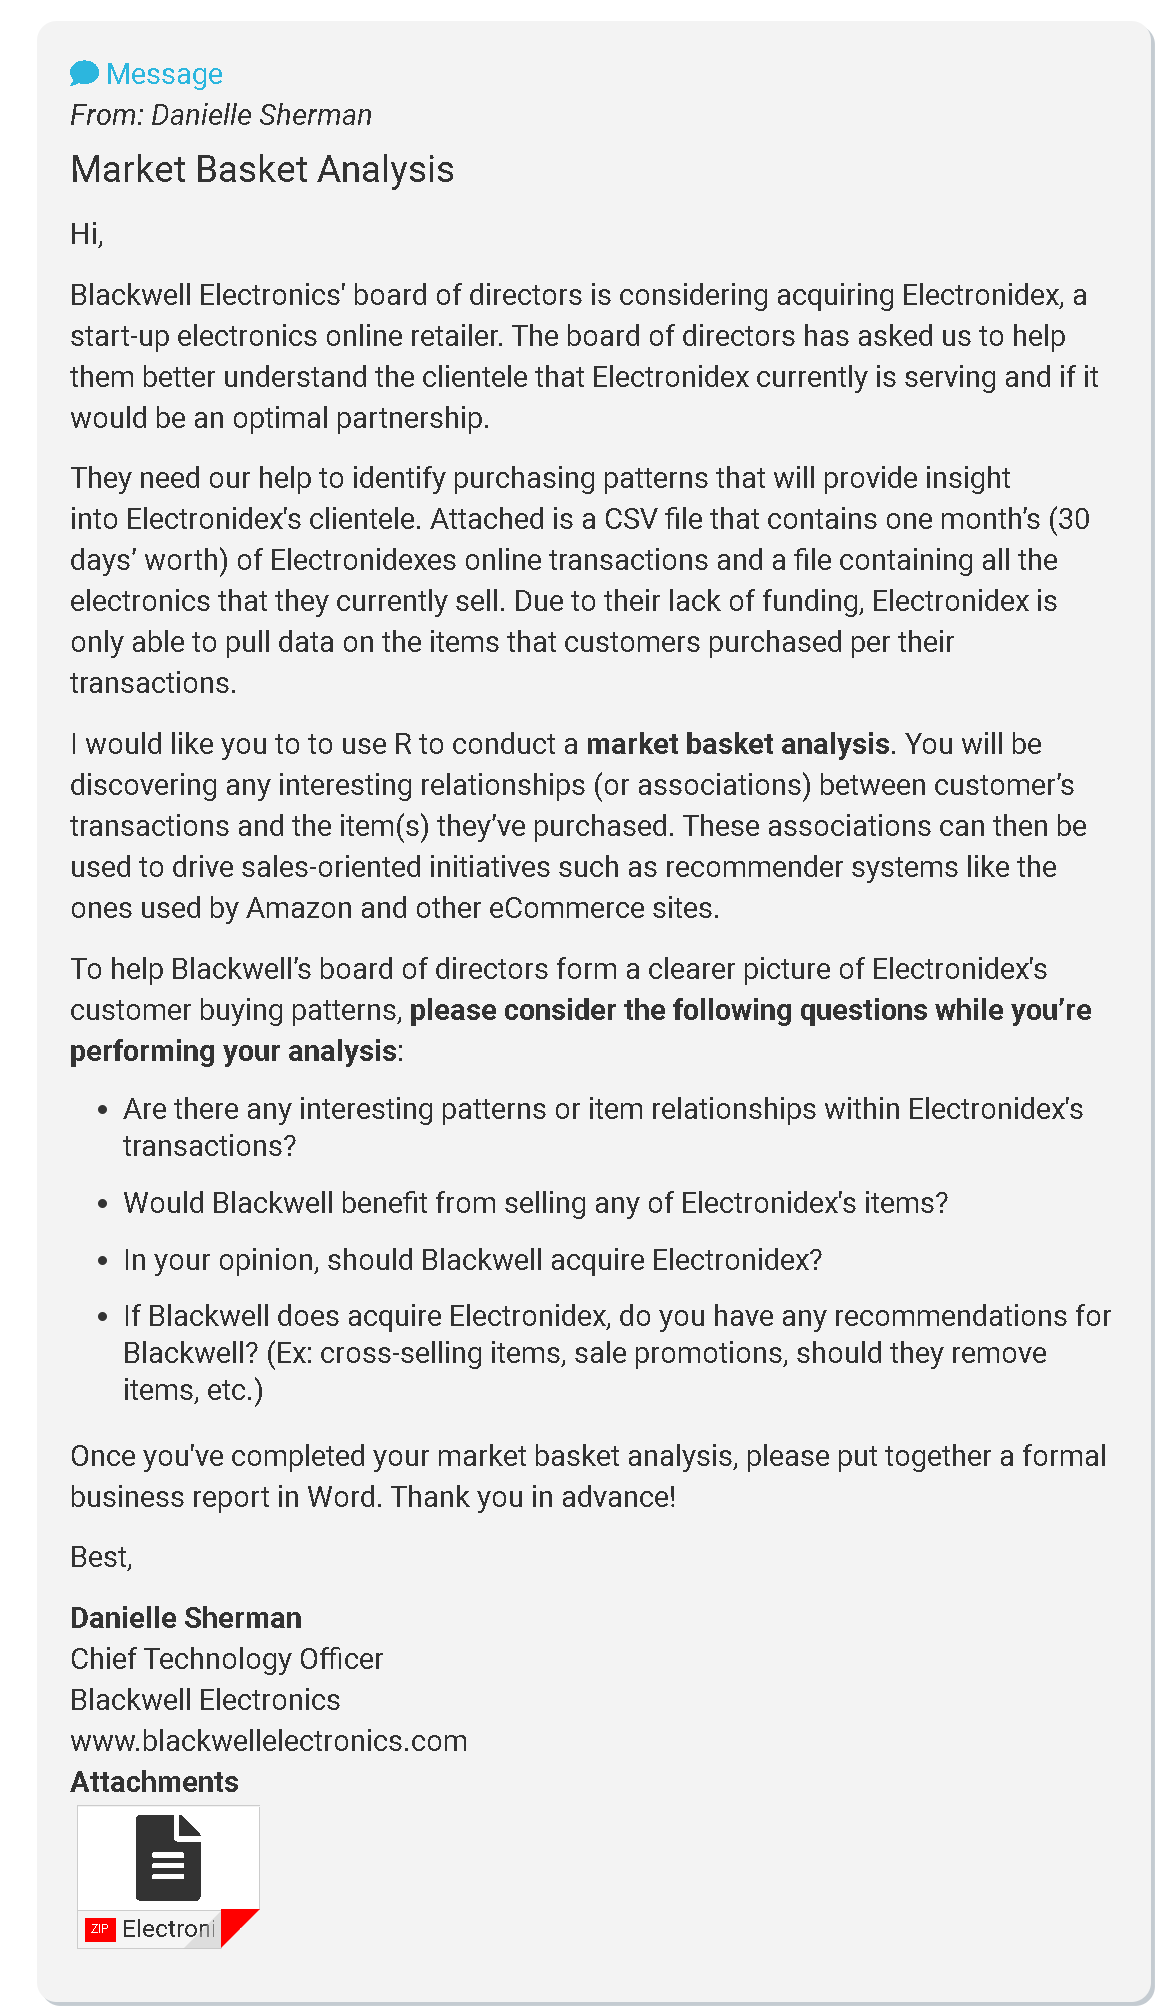 Message
From: Danielle Sherman
Market Basket Analysis
Hi,
Blackwell Electronics' board of directors is considering acquiring Electronidex, a
start-up electronics online retailer. The board of directors has asked us to help
them better understand the clientele that Electronidex currently is serving and if it
would be an optimal partnership.
They need our help to identify purchasing patterns that will provide insight
into Electronidex's clientele. Attached is a CSV file that contains one month’s (30
days’ worth) of Electronidexes online transactions and a file containing all the
electronics that they currently sell. Due to their lack of funding, Electronidex is
only able to pull data on the items that customers purchased per their
transactions.
I would like you to to use R to conduct a market basket analysis. You will be
discovering any interesting relationships (or associations) between customer’s
transactions and the item(s) they’ve purchased. These associations can then be
used to drive sales-oriented initiatives such as recommender systems like the
ones used by Amazon and other eCommerce sites.
To help Blackwell’s board of directors form a clearer picture of Electronidex's
customer buying patterns, please consider the following questions while you’re
performing your analysis:
• Are there any interesting patterns or item relationships within Electronidex's
transactions?
• Would Blackwell benefit from selling any of Electronidex's items?
• In your opinion, should Blackwell acquire Electronidex?
• If Blackwell does acquire Electronidex, do you have any recommendations for
Blackwell? (Ex: cross-selling items, sale promotions, should they remove
items, etc.)
Once you've completed your market basket analysis, please put together a formal
business report in Word. Thank you in advance!
Best,
Danielle Sherman
Chief Technology Officer
Blackwell Electronics
www.blackwellelectronics.com
Attachments
ZIP Electroni